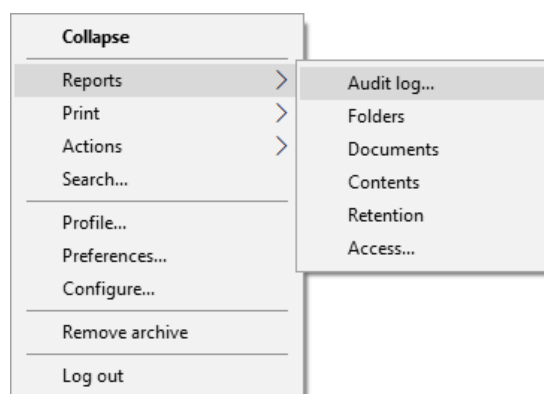 Collapse
Reports
Print
Actions
Search...
Profile...
Preferences...
Configure...
Remove archive
Log out
Audit log...
Folders
Documents
Contents
Retention
Access...